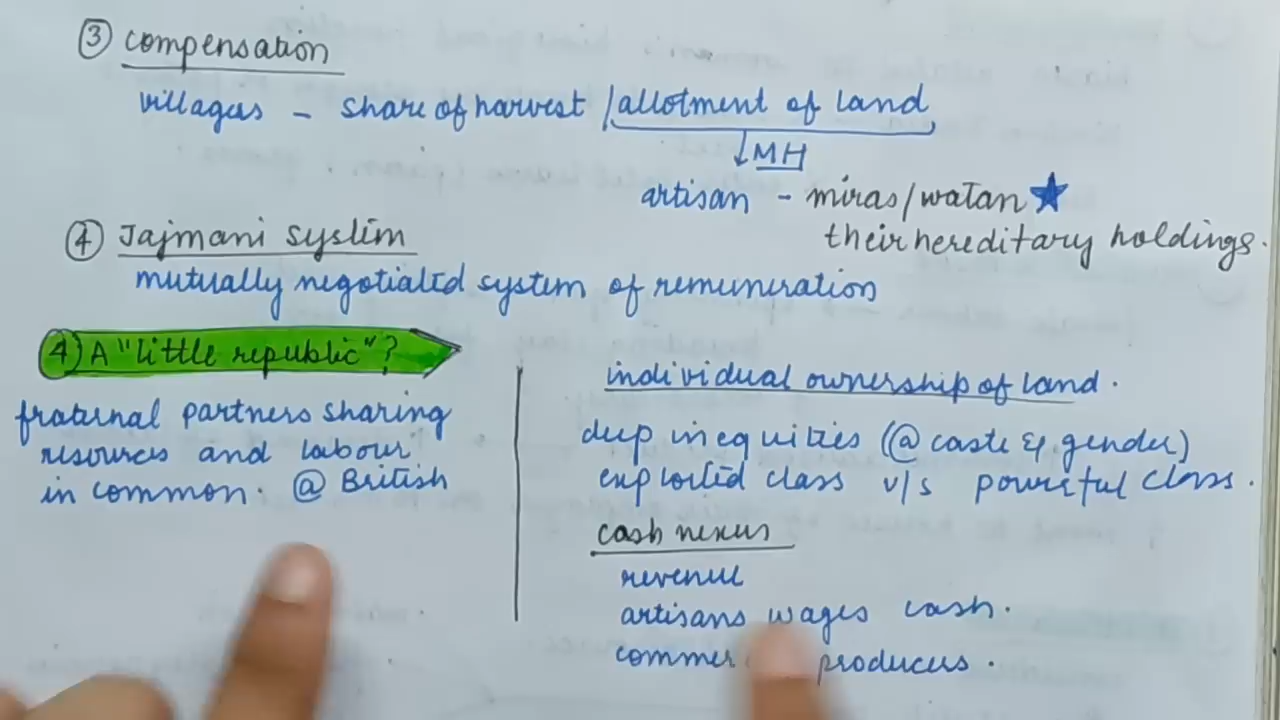 ③ compensation
villages - share of harvest / allotment of land
↓ MH
artisan - miras/watan ★
their hereditary holdings.
④ Jajmani system
mutually negotiated system of remuneration
④ A "little republic"?
fraternal partners sharing
resources and labour
in common. @ British
individual ownership of land.
deep inequities (@ caste & gender)
exploited class v/s powerful class.
cash nexus
revenue
artisans wages cash.
producers.